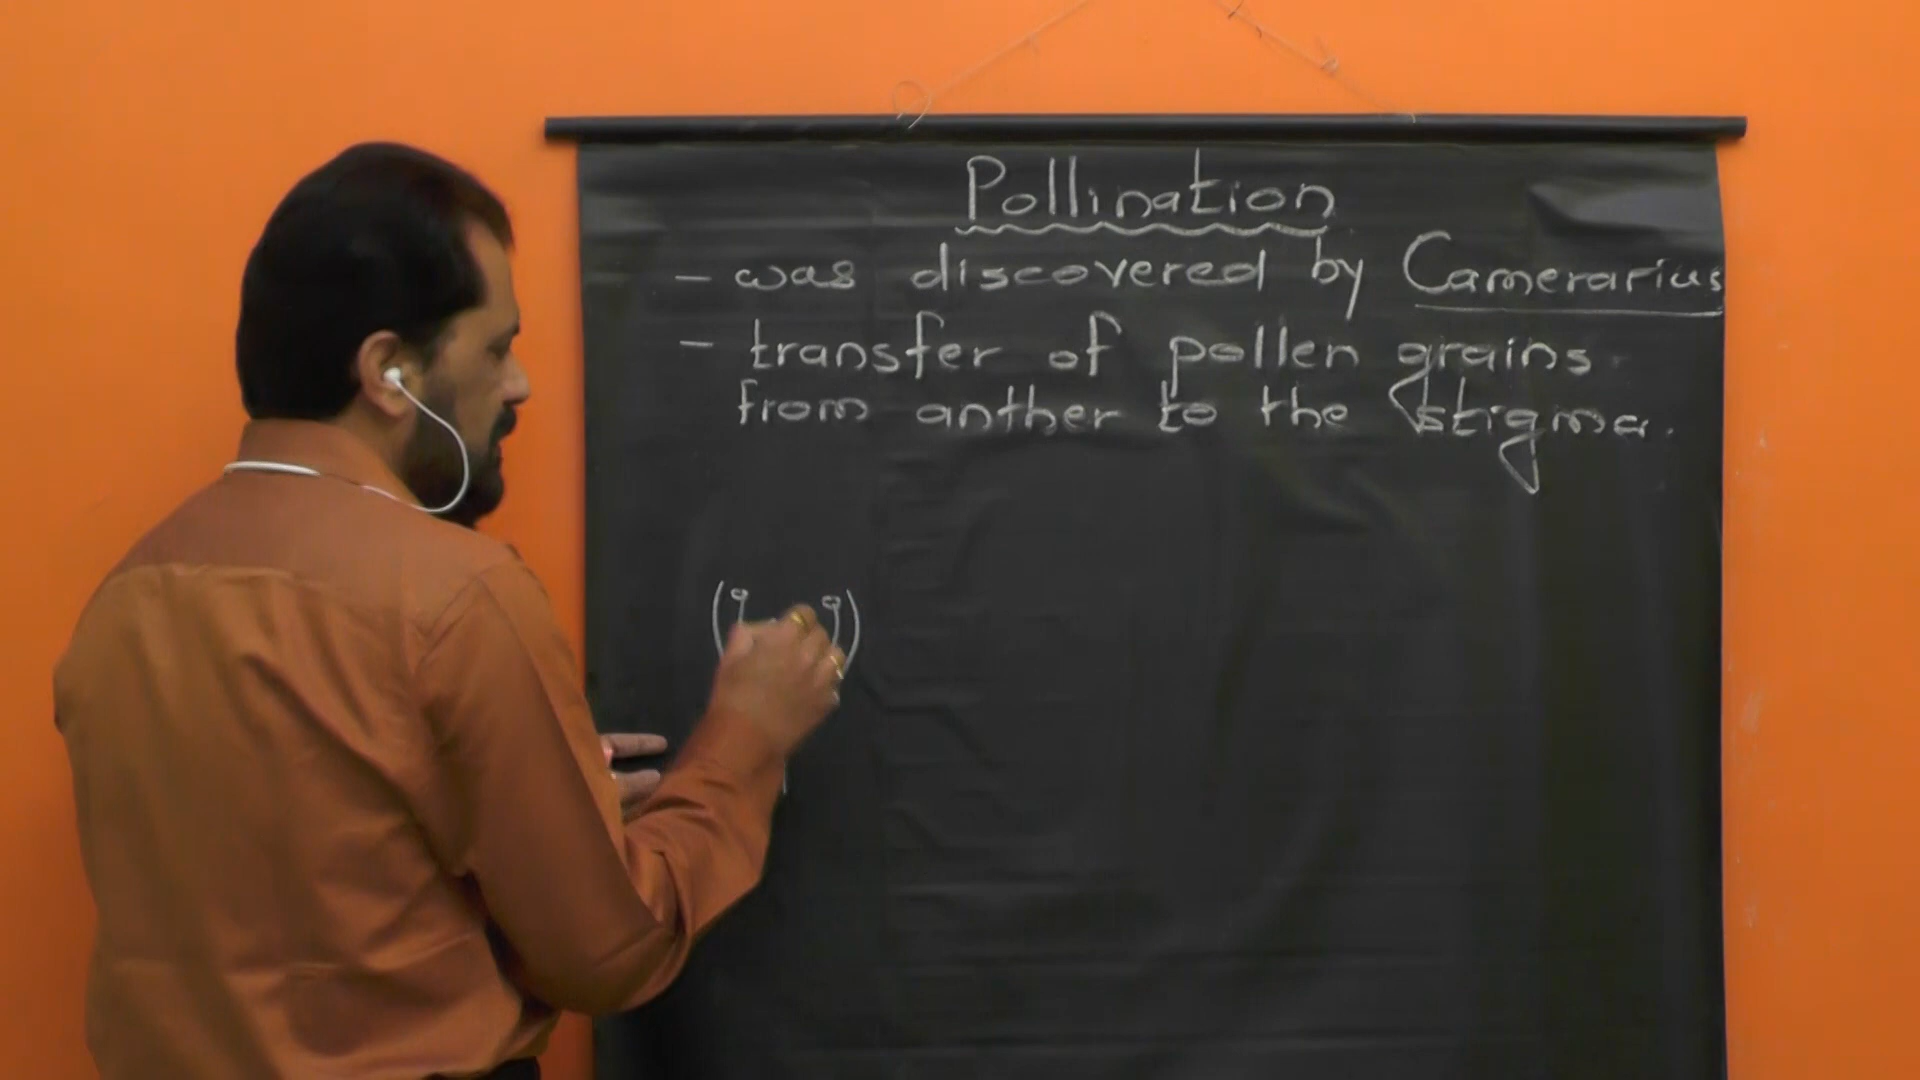 Pollination
- was discovered by Camerarius
- transfer of pollen grains
from anther to the stigma.